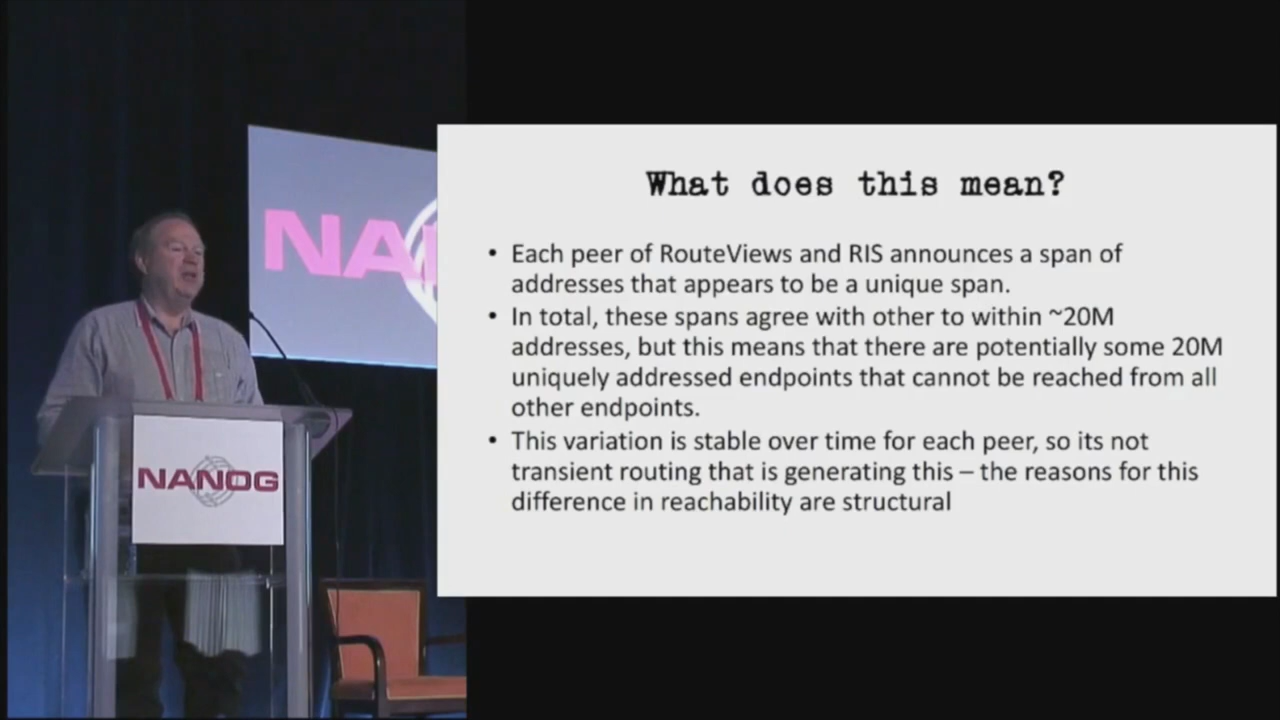 NA
NANOG
What does this mean?
• Each peer of RouteViews and RIS announces a span of
addresses that appears to be a unique span.
• In total, these spans agree with other to within ~20M
addresses, but this means that there are potentially some 20M
uniquely addressed endpoints that cannot be reached from all
other endpoints.
• This variation is stable over time for each peer, so its not
transient routing that is generating this – the reasons for this
difference in reachability are structural